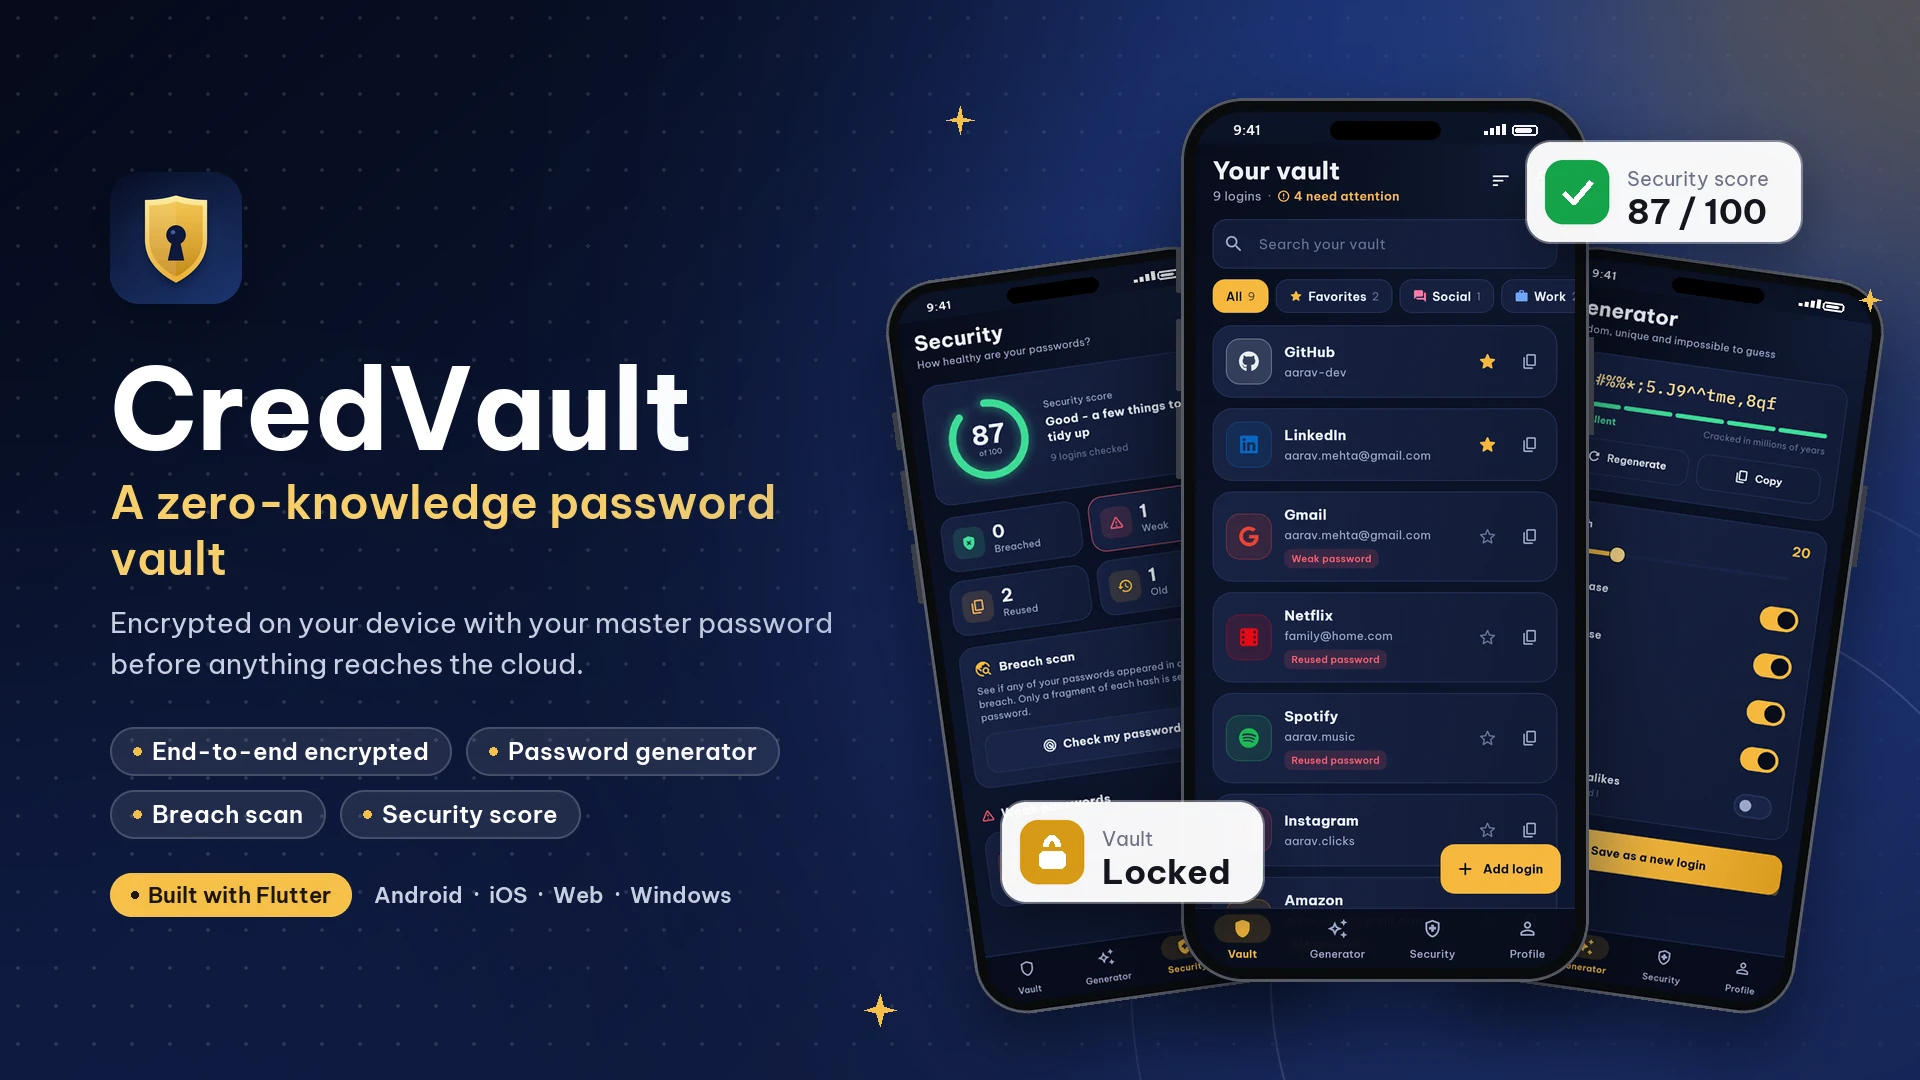 CredVault
A zero-knowledge password
vault
Encrypted on your device with your master password
before anything reaches the cloud.
End-to-end encrypted
Password generator
Breach scan
Security score
Built with Flutter
Android · iOS · Web · Windows
9:41
Security
How healthy are your passwords?
87
of 100
Security score
Good - a few things to
tidy up
9 logins checked
0
Breached
1
Weak
2
Reused
1
Old
Breach scan
See if any of your passwords appeared in
breach. Only a fragment of each hash is
password.
Check my password
Vault
Locked
Vault
Generator
Security
9:41
Your vault
9 logins · 4 need attention
Search your vault
All 9
Favorites 2
Social 1
Work
GitHub
aarav-dev
LinkedIn
aarav.mehta@gmail.com
Gmail
aarav.mehta@gmail.com
Weak password
Netflix
family@home.com
Reused password
Spotify
aarav.music
Reused password
Instagram
aarav.clicks
Amazon
Add login
Vault
Generator
Security
Profile
Security score
87 / 100
9:41
enerator
dom, unique and impossible to guess
#%%*;5.J9^^tme,8qf
llent
Cracked in millions of years
Regenerate
Copy
20
ase
se
alikes
Save as a new login
enerator
Security
Profile